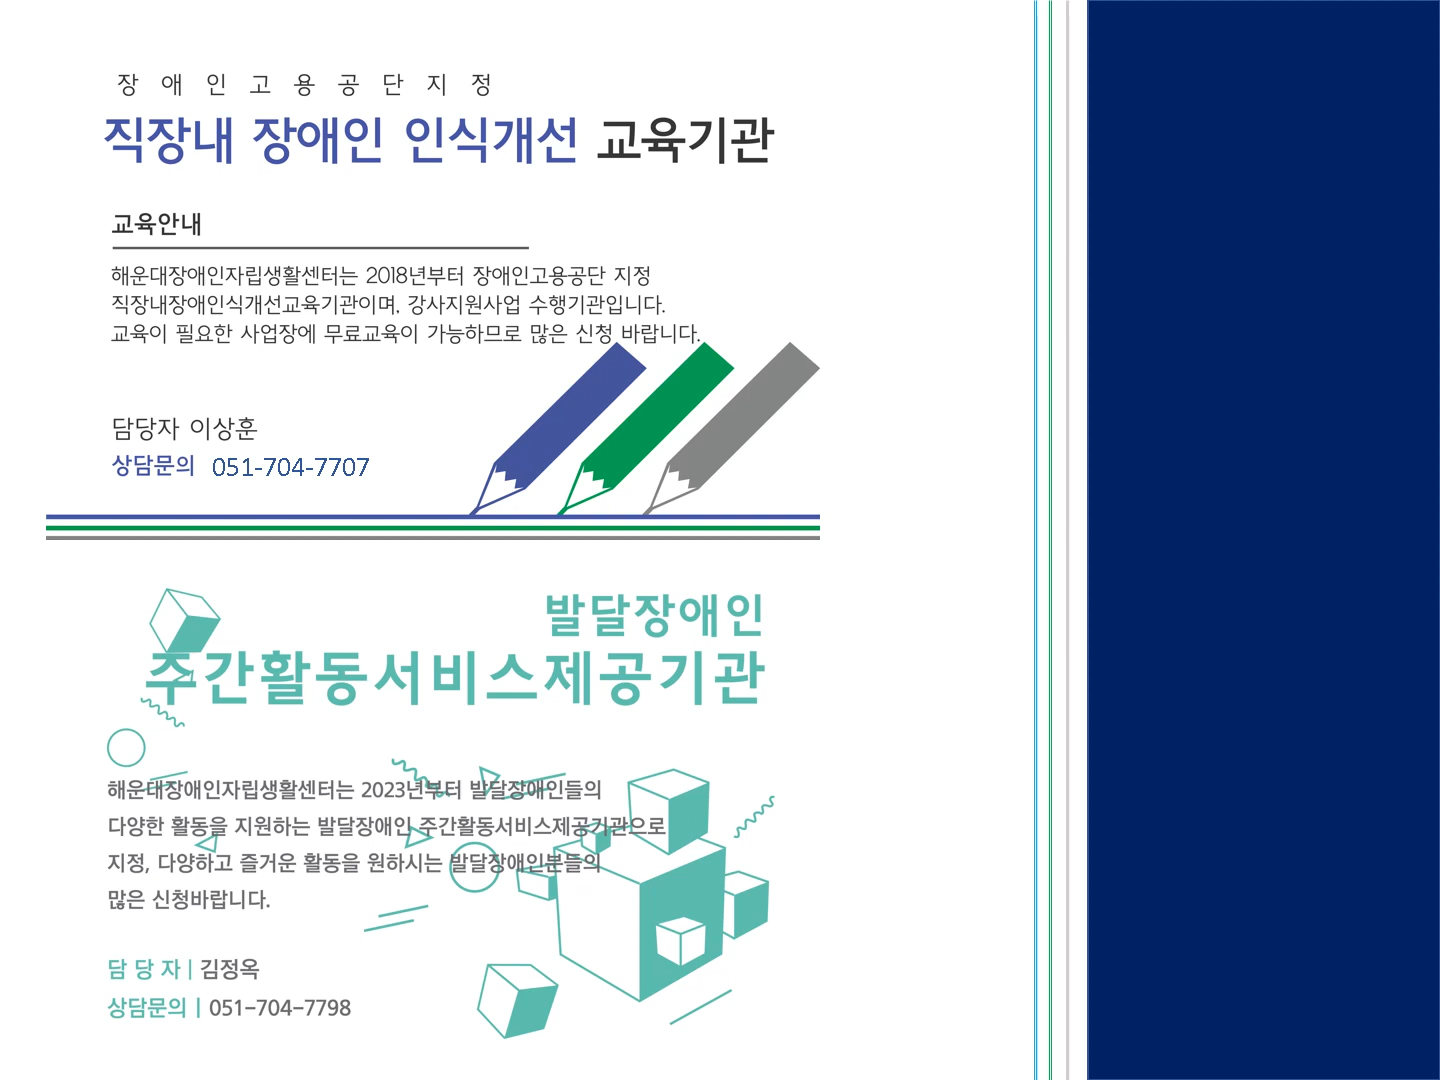 장애인고용공단지정
직장내 장애인 인식개선 교육기관
교육안내
해운대장애인자립생활센터는 2018년부터 장애인고용공단 지정
직장내장애인식개선교육기관이며, 강사지원사업 수행기관입니다.
교육이 필요한 사업장에 무료교육이 가능하므로 많은 신청 바랍니다.
담당자 이상훈
상담문의 051-704-7707
발달장애인
주간활동서비스제공기관
해운대장애인자립생활센터는 2023년부터 발달장애인들의
다양한 활동을 지원하는 발달장애인 주간활동서비스제공기관으로
지정, 다양하고 즐거운 활동을 원하시는 발달장애인분들의
많은 신청바랍니다.
담 당 자 | 김정옥
상담문의 | 051-704-7798